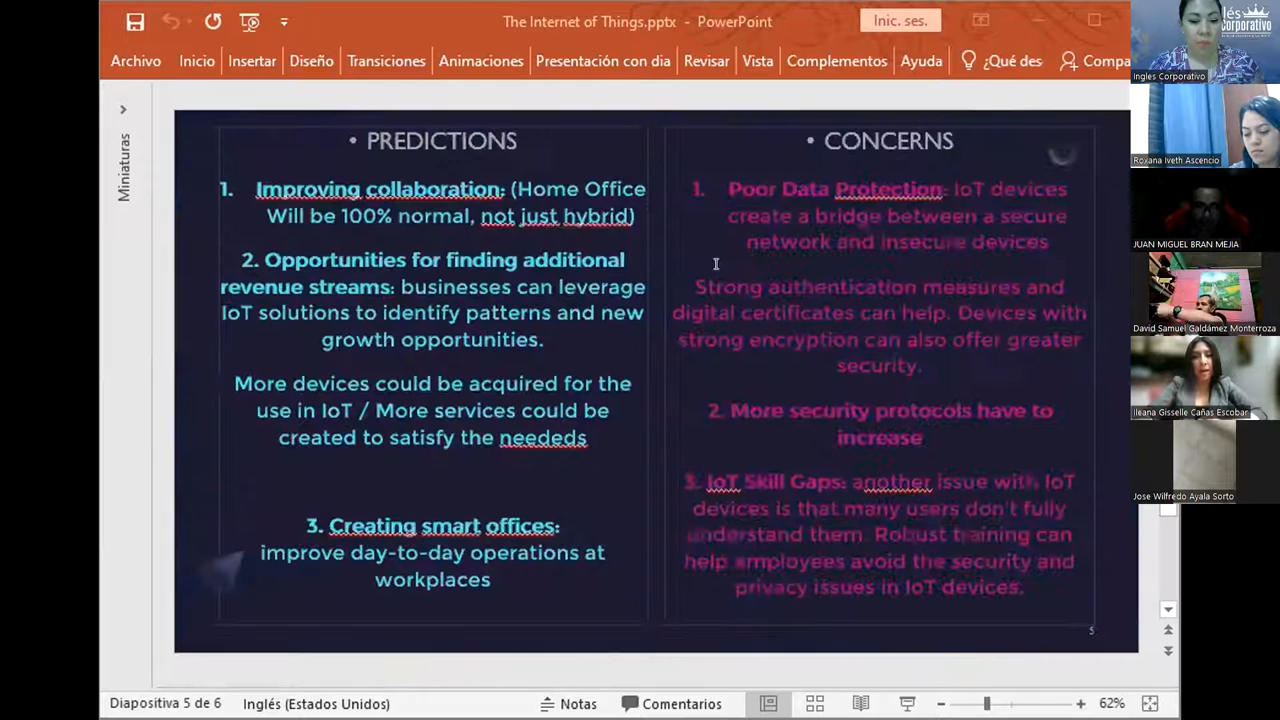 The Internet of Things.pptx - PowerPoint
Inic. ses.
Archivo Inicio Insertar Diseño Transiciones Animaciones Presentación con dia Revisar Vista Complementos Ayuda ¿Qué des Compa
Miniaturas
• PREDICTIONS
1. Improving collaboration: (Home Office
Will be 100% normal, not just hybrid)
2. Opportunities for finding additional
revenue streams: businesses can leverage
IoT solutions to identify patterns and new
growth opportunities.
More devices could be acquired for the
use in IoT / More services could be
created to satisfy the neededs
3. Creating smart offices:
improve day-to-day operations at
workplaces
• CONCERNS
1. Poor Data Protection: IoT devices
create a bridge between a secure
network and insecure devices
Strong authentication measures and
digital certificates can help. Devices with
strong encryption can also offer greater
security.
2. More security protocols have to
increase
3. IoT Skill Gaps: another issue with IoT
devices is that many users don't fully
understand them. Robust training can
help employees avoid the security and
privacy issues in IoT devices.
5
Diapositiva 5 de 6 Inglés (Estados Unidos) Notas Comentarios 62%
lés
corporativo
Ingles Corporativo
Roxana Iveth Ascencio
JUAN MIGUEL BRAN MEJIA
David Samuel Galdámez Monterroza
Ileana Gisselle Cañas Escobar
Jose Wilfredo Ayala Sorto